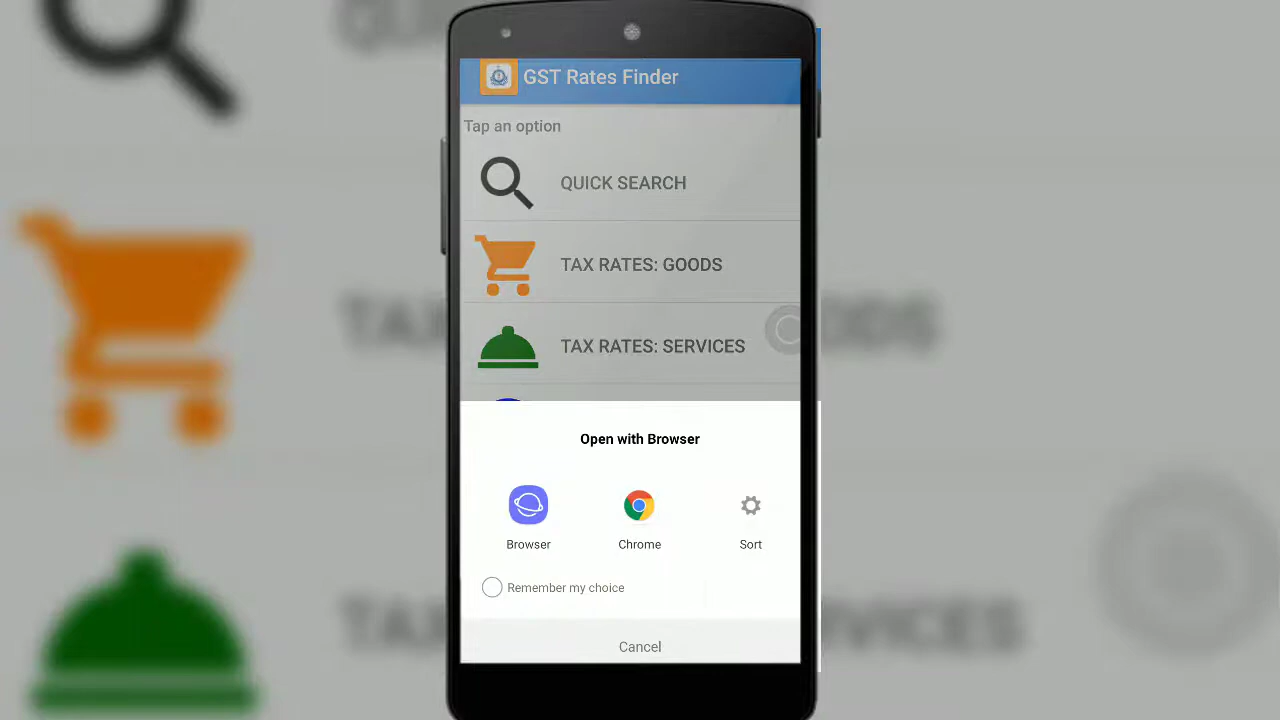 GST Rates Finder
Tap an option
QUICK SEARCH
TAX RATES: GOODS
TAX RATES: SERVICES
Open with Browser
Browser
Chrome
Sort
Remember my choice
Cancel